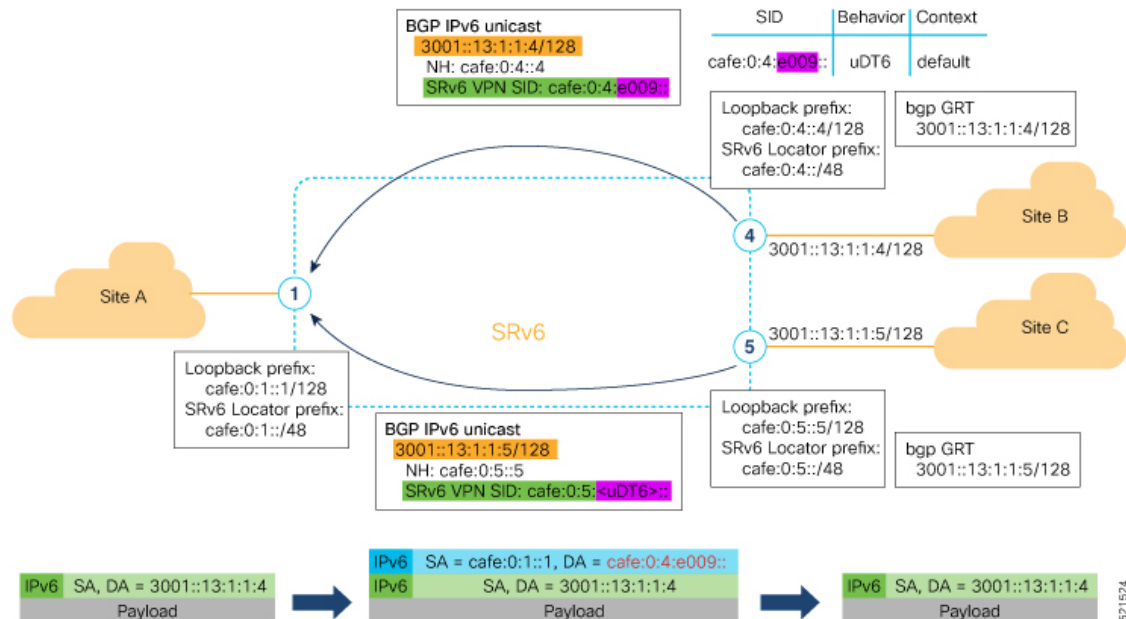 BGP IPv6 unicast
3001::13:1:1:4/128
NH: cafe:0:4::4
SRv6 VPN SID: cafe:0:4:e009::
SID Behavior Context
cafe:0:4:e009:: uDT6 default
Loopback prefix:
cafe:0:4::4/128
SRv6 Locator prefix:
cafe:0:4::/48
bgp GRT
3001::13:1:1:4/128
Site A
1
SRv6
4
3001::13:1:1:4/128
Site B
5
3001::13:1:1:5/128
Site C
Loopback prefix:
cafe:0:1::1/128
SRv6 Locator prefix:
cafe:0:1::/48
BGP IPv6 unicast
3001::13:1:1:5/128
NH: cafe:0:5::5
SRv6 VPN SID: cafe:0:5:<uDT6>::
Loopback prefix:
cafe:0:5::5/128
SRv6 Locator prefix:
cafe:0:5::/48
bgp GRT
3001::13:1:1:5/128
IPv6 SA, DA = 3001::13:1:1:4
Payload
IPv6 SA = cafe:0:1::1, DA = cafe:0:4:e009::
IPv6 SA, DA = 3001::13:1:1:4
Payload
IPv6 SA, DA = 3001::13:1:1:4
Payload
521524